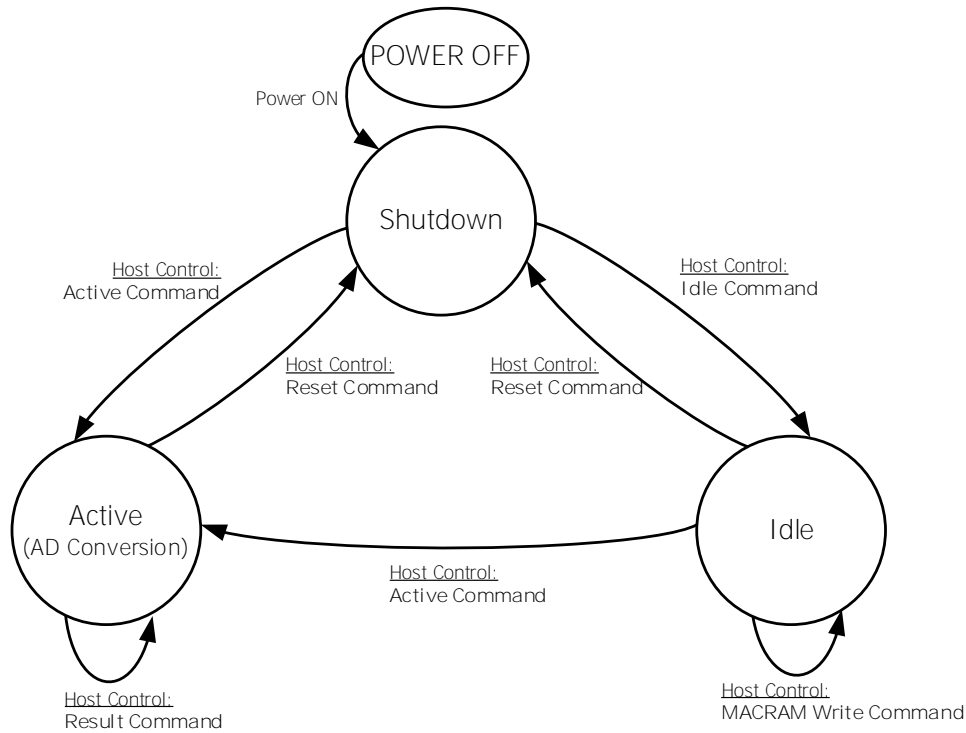 POWER OFF
Power ON
Shutdown
Host Control:
Active Command
Host Control:
Idle Command
Host Control:
Reset Command
Host Control:
Reset Command
Active
(AD Conversion)
Idle
Host Control:
Active Command
Host Control:
Result Command
Host Control:
MACRAM Write Command